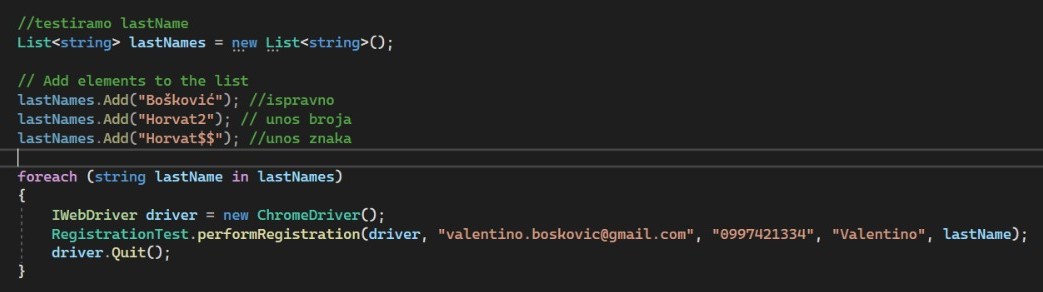 //testiramo lastName
List<string> lastNames = new List<string>();
// Add elements to the list
lastNames.Add("Bošković"); //ispravno
lastNames.Add("Horvat2"); // unos broja
lastNames.Add("Horvat$$"); //unos znaka
foreach (string lastName in lastNames)
{
IWebDriver driver = new ChromeDriver();
RegistrationTest.performRegistration(driver, "valentino.boskovic@gmail.com", "0997421334", "Valentino", lastName);
driver.Quit();
}